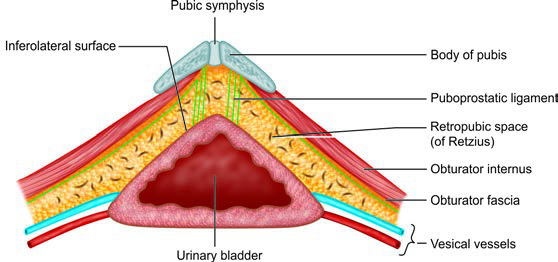 Pubic symphysis
Inferolateral surface
Body of pubis
Puboprostatic ligament
Retropubic space
(of Retzius)
Obturator internus
Obturator fascia
Vesical vessels
Urinary bladder